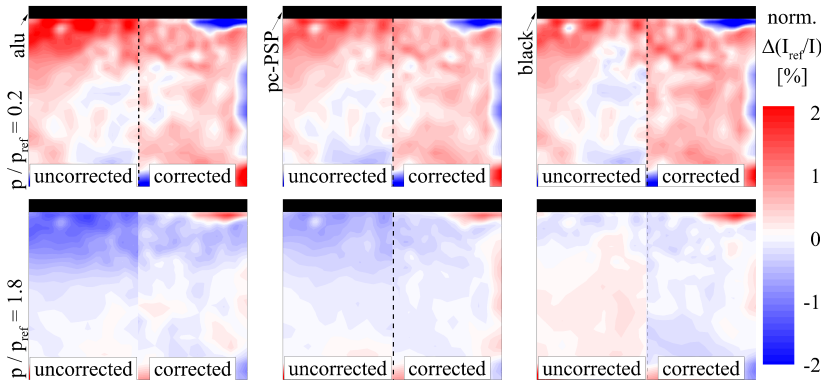 alu
pc-PSP
black
norm.
Δ(I_ref/I)
[%]
p / p_ref = 0.2
uncorrected
corrected
uncorrected
corrected
uncorrected
corrected
2
1
0
-1
-2
p / p_ref = 1.8
uncorrected
corrected
uncorrected
corrected
uncorrected
corrected